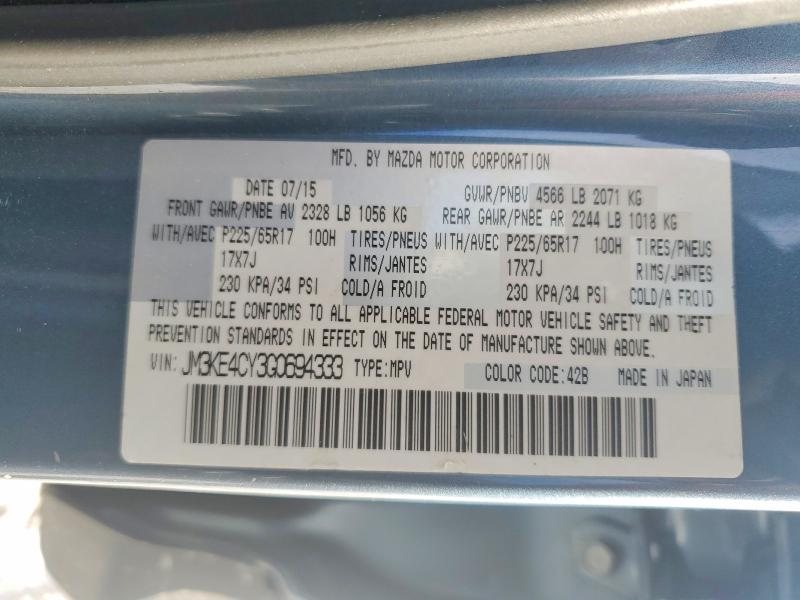 MFD. BY MAZDA MOTOR CORPORATION
DATE 07/15 GVWR/PNBV 4566 LB 2071 KG
FRONT GAWR/PNBE AV 2328 LB 1056 KG REAR GAWR/PNBE AR 2244 LB 1018 KG
WITH/AVEC P225/65R17 100H TIRES/PNEUS WITH/AVEC P225/65R17 100H TIRES/PNEUS
17X7J RIMS/JANTES 17X7J RIMS/JANTES
230 KPA/34 PSI COLD/A FROID 230 KPA/34 PSI COLD/A FROID
THIS VEHICLE CONFORMS TO ALL APPLICABLE FEDERAL MOTOR VEHICLE SAFETY AND THEFT
PREVENTION STANDARDS IN EFFECT ON THE DATE OF MANUFACTURE SHOWN ABOVE.
VIN: JM3KE4CY3G0694333 TYPE:MPV COLOR CODE:42B MADE IN JAPAN